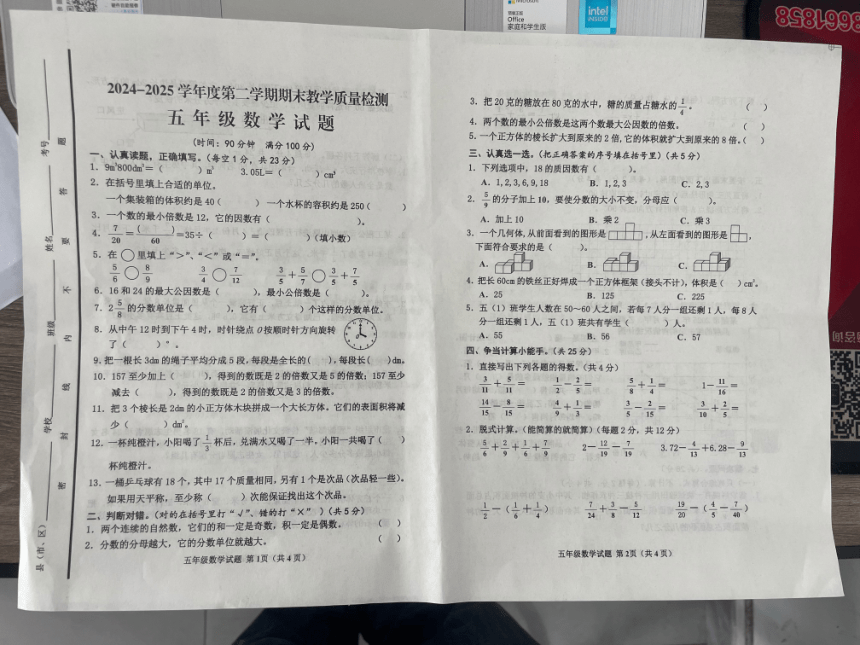 Office
家庭和学生版
intel
98661858
县(市、区) 学校 班级 姓名 考号
密 封 线 内 不 要 答 题
2024-2025 学年度第二学期期末教学质量检测
五年级数学试题
(时间:90分钟 满分100分)
一、认真读题,正确填写。(每空1分,共23分)
1. 9m³800dm³=( )m³ 3.05L=( )cm³
2. 在括号里填上合适的单位。
一个集装箱的体积约是40( ) 一个水杯的容积约是250( )
3. 一个数的最小倍数是12,它的因数有( )。
4. 7/20=( )/60=35÷( )=( )(填小数)
5. 在○里填上“>”、“<”或“=”。
5/6○8/9 3/4○7/12 3/5+5/7○3/5+7/5
6. 16和24的最大公因数是( ),最小公倍数是( )。
7. 2 5/8 的分数单位是( ),它有( )个这样的分数单位。
8. 从中午12时到下午4时,时针绕点O按顺时针方向旋转
了( )°。
9. 把一根长3dm的绳子平均分成5段,每段是全长的( ),每段长( )dm。
10. 157至少加上( ),得到的数既是2的倍数又是5的倍数;157至少
减去( ),得到的数既是2的倍数又是3的倍数。
11. 把3个棱长是2dm的小正方体木块拼成一个大长方体,它们的表面积将减
少( )dm²。
12. 一杯纯橙汁,小阳喝了1/3杯后,兑满水又喝了一半,小阳一共喝了( )
杯纯橙汁。
13. 一桶乒乓球有18个,其中17个质量相同,另有1个是次品(次品轻一些)。
如果用天平称,至少称( )次能保证找出这个次品。
二、判断对错。(对的在括号里打“√”、错的打“×”)(共5分)
1. 两个连续的自然数,它们的和一定是奇数,积一定是偶数。 ( )
2. 分数的分母越大,它的分数单位就越大。 ( )
五年级数学试题 第1页(共4页)
3. 把20克的糖放在80克的水中,糖的质量占糖水的1/4。 ( )
4. 两个数的最小公倍数是这两个数最大公因数的倍数。 ( )
5. 一个正方体的棱长扩大到原来的2倍,它的体积就扩大到原来的8倍。( )
三、认真选一选。(把正确答案的序号填在括号里)(共5分)
1. 下列选项中,18的质因数有( )。
A. 1,2,3,6,9,18 B. 1,2,3 C. 2,3
2. 5/9的分子加上10,要使分数的大小不变,分母应( )。
A. 加上10 B. 乘2 C. 乘3
3. 一个几何体,从前面看到的图形是 ,从左面看到的图形是 ,
下面符合要求的是( )。
A. B. C.
4. 把长60cm的铁丝正好焊成一个正方体框架(接头不计),体积是( )cm³。
A. 25 B. 125 C. 225
5. 五(1)班学生人数在50~60人之间,若每7人分一组还剩1人,每8人
分一组还剩1人,五(1)班共有学生( )人。
A. 55 B. 56 C. 57
四、争当计算小能手。(共25分)
1. 直接写出下列各题的得数。(共4分)
3/11+5/11= 1/2-2/5= 5/8+1/4= 1-11/16=
14/15-8/15= 4/9+1/3= 3/5-2/15= 3/10+2/5=
2. 脱式计算。(能简算的就简算)(每题2分,共12分)
5/6+2/9+1/6+7/9 2-12/19-7/19 3.72-4/13+6.28-9/13
1/2-(1/6+1/4) 7/24+3/8-5/12 19/20-(4/5-7/40)
五年级数学试题 第2页(共4页)